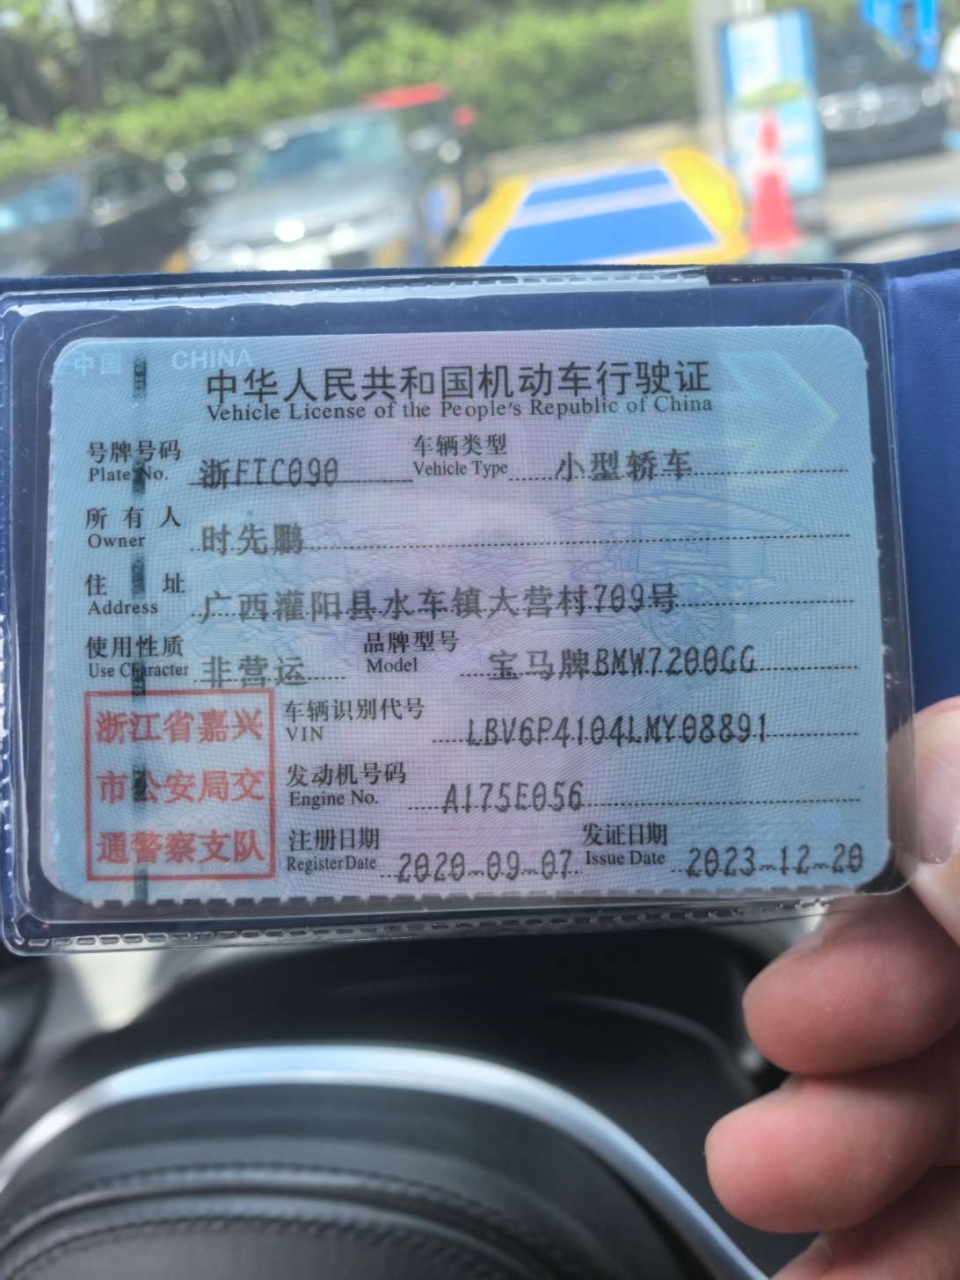 中国 CHINA
中华人民共和国机动车行驶证
Vehicle License of the People's Republic of China
号牌号码 浙FTC090 车辆类型 小型轿车
Plate No. Vehicle Type
所有人 时先鹏
Owner
住址 广西灌阳县水车镇大营村709号
Address
使用性质 非营运 品牌型号 宝马牌BMW7200GG
Use Character Model
浙江省嘉兴
市公安局交
通警察支队
车辆识别代号 LBV6P4104LMY08891
VIN
发动机号码 A175E056
Engine No.
注册日期 2020-09-07 发证日期 2023-12-20
Register Date Issue Date